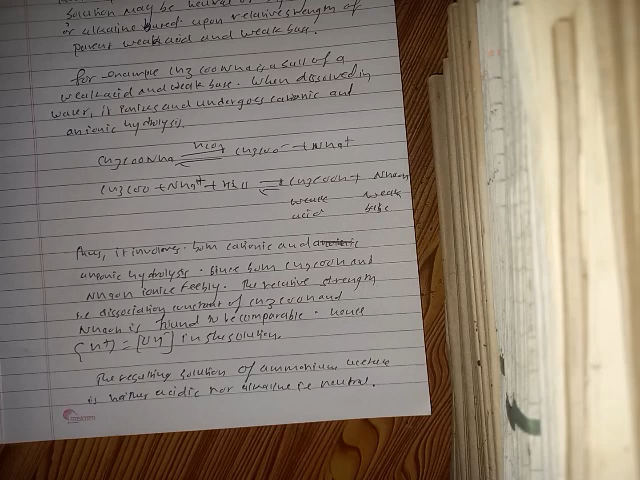 solution may be neutral
or alkaline based upon relative strength of
parent weak acid and weak base.
for example CH3COONH4 is a salt of a
weak acid and weak base. When dissolved in
water, it ionizes and undergoes cationic and
anionic hydrolysis.
CH3COONH4 ⇌ CH3COO⁻ + NH4⁺
CH3COO + NH4⁺ + H2O ⇌ CH3COOH + NH4OH
weak weak
acid base
Thus, it involves both cationic and
anionic hydrolysis. Since both CH3COOH and
NH4OH ionize feebly. The relative strength
i.e dissociation constant of CH3COOH and
NH4OH is found to be comparable. hence
[H⁺] = [OH⁻] in the solution.
The resulting solution of ammonium acetate
is neither acidic nor alkaline i.e neutral.